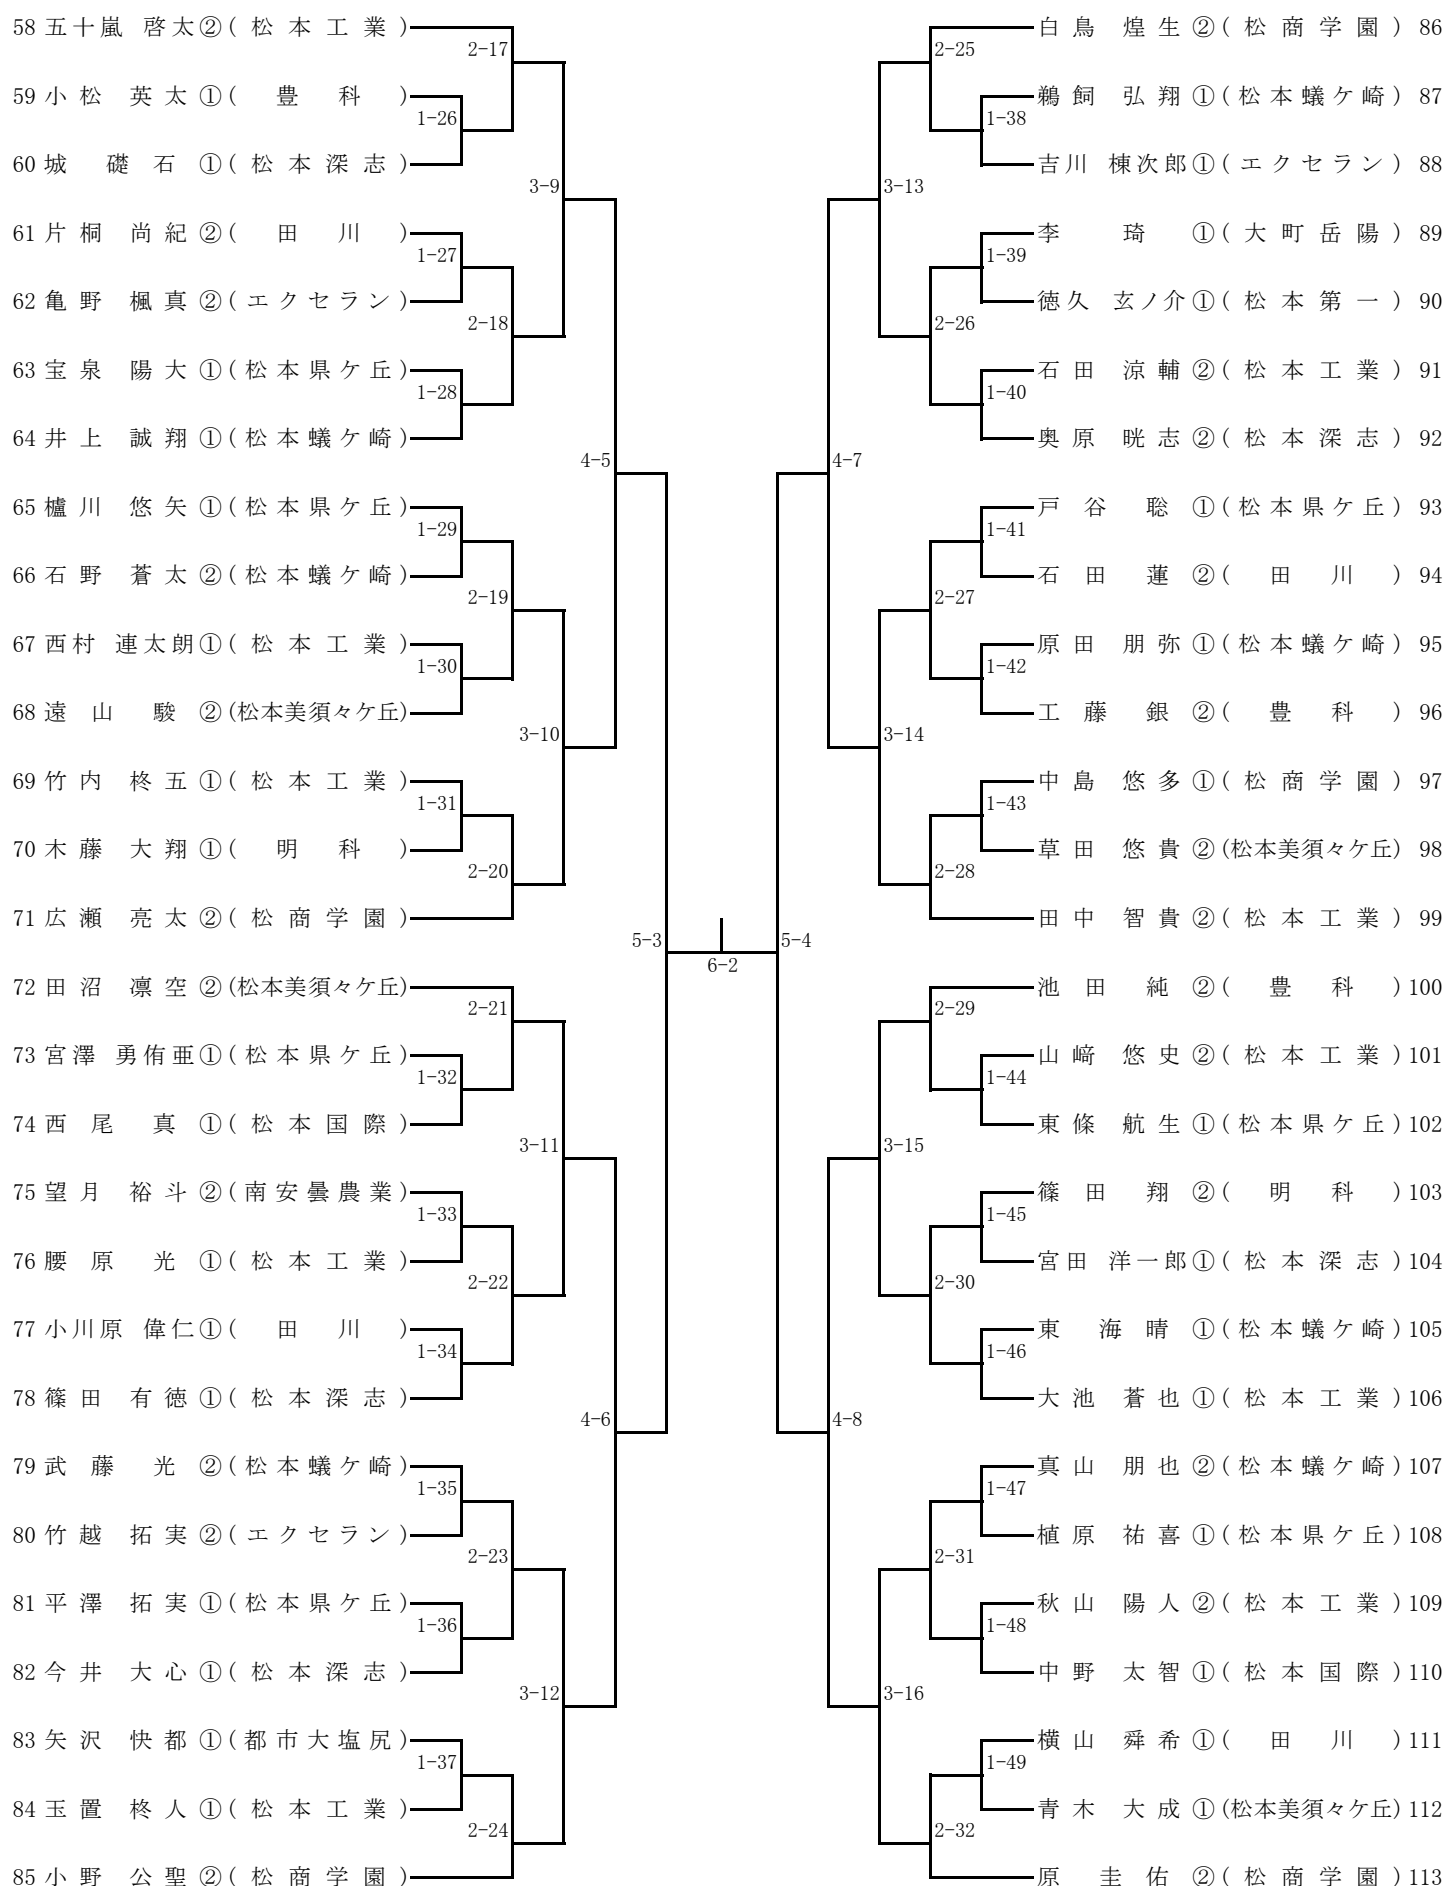 58 五十嵐 啓太②(松本工業)
2-17
59 小松 英太①(豊科)
1-26
60 城 礎石 ①(松本深志)
3-9
61 片桐 尚紀②(田川)
1-27
62 亀野 楓真②(エクセラン)
2-18
63 宝泉 陽大①(松本県ケ丘)
1-28
64 井上 誠翔①(松本蟻ケ崎)
4-5
65 櫨川 悠矢①(松本県ケ丘)
1-29
66 石野 蒼太②(松本蟻ケ崎)
2-19
67 西村 連太朗①(松本工業)
1-30
68 遠山 駿 ②(松本美須々ケ丘)
3-10
69 竹内 柊五①(松本工業)
1-31
70 木藤 大翔①(明科)
2-20
71 広瀬 亮太②(松商学園)
5-3
72 田沼 凛空②(松本美須々ケ丘)
2-21
73 宮澤 勇侑亜①(松本県ケ丘)
1-32
74 西尾 真 ①(松本国際)
3-11
75 望月 裕斗②(南安曇農業)
1-33
76 腰原 光 ①(松本工業)
2-22
77 小川原 偉仁①(田川)
1-34
78 篠田 有徳①(松本深志)
4-6
79 武藤 光 ②(松本蟻ケ崎)
1-35
80 竹越 拓実②(エクセラン)
2-23
81 平澤 拓実①(松本県ケ丘)
1-36
82 今井 大心①(松本深志)
3-12
83 矢沢 快都①(都市大塩尻)
1-37
84 玉置 柊人①(松本工業)
2-24
85 小野 公聖②(松商学園)
6-2
白鳥 煌生②(松商学園) 86
2-25
鵜飼 弘翔①(松本蟻ケ崎) 87
1-38
吉川 棟次郎①(エクセラン) 88
3-13
李 琦 ①(大町岳陽) 89
1-39
徳久 玄ノ介①(松本第一) 90
2-26
石田 涼輔②(松本工業) 91
1-40
奥原 晄志②(松本深志) 92
4-7
戸谷 聡 ①(松本県ケ丘) 93
1-41
石田 蓮 ②(田川) 94
2-27
原田 朋弥①(松本蟻ケ崎) 95
1-42
工藤 銀 ②(豊科) 96
3-14
中島 悠多①(松商学園) 97
1-43
草田 悠貴②(松本美須々ケ丘) 98
2-28
田中 智貴②(松本工業) 99
5-4
池田 純 ②(豊科)100
2-29
山﨑 悠史②(松本工業)101
1-44
東條 航生①(松本県ケ丘)102
3-15
篠田 翔 ②(明科)103
1-45
宮田 洋一郎①(松本深志)104
2-30
東 海晴 ①(松本蟻ケ崎)105
1-46
大池 蒼也①(松本工業)106
4-8
真山 朋也②(松本蟻ケ崎)107
1-47
植原 祐喜①(松本県ケ丘)108
2-31
秋山 陽人②(松本工業)109
1-48
中野 太智①(松本国際)110
3-16
横山 舜希①(田川)111
1-49
青木 大成①(松本美須々ケ丘)112
2-32
原 圭佑 ②(松商学園)113